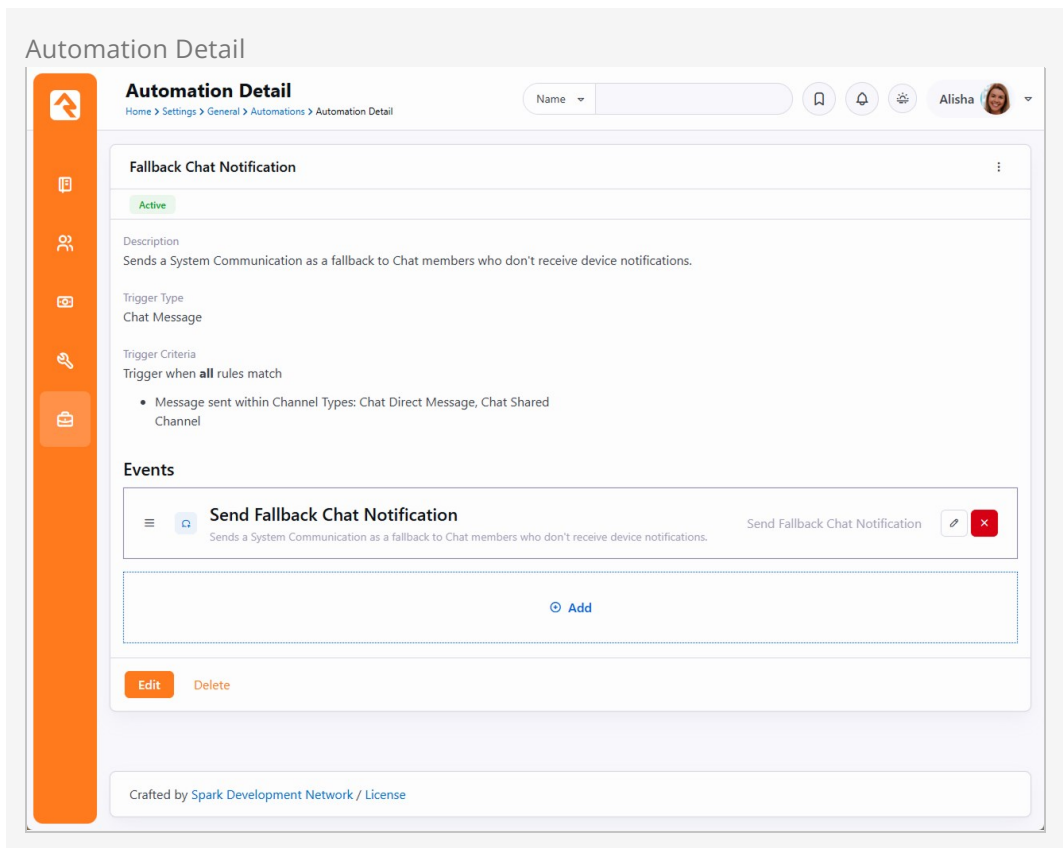 Automation Detail
Automation Detail
Home > Settings > General > Automations > Automation Detail
Name
Alisha
Fallback Chat Notification
Active
Description
Sends a System Communication as a fallback to Chat members who don't receive device notifications.
Trigger Type
Chat Message
Trigger Criteria
Trigger when all rules match
• Message sent within Channel Types: Chat Direct Message, Chat Shared
Channel
Events
Send Fallback Chat Notification
Send Fallback Chat Notification
Sends a System Communication as a fallback to Chat members who don't receive device notifications.
Add
Edit Delete
Crafted by Spark Development Network / License